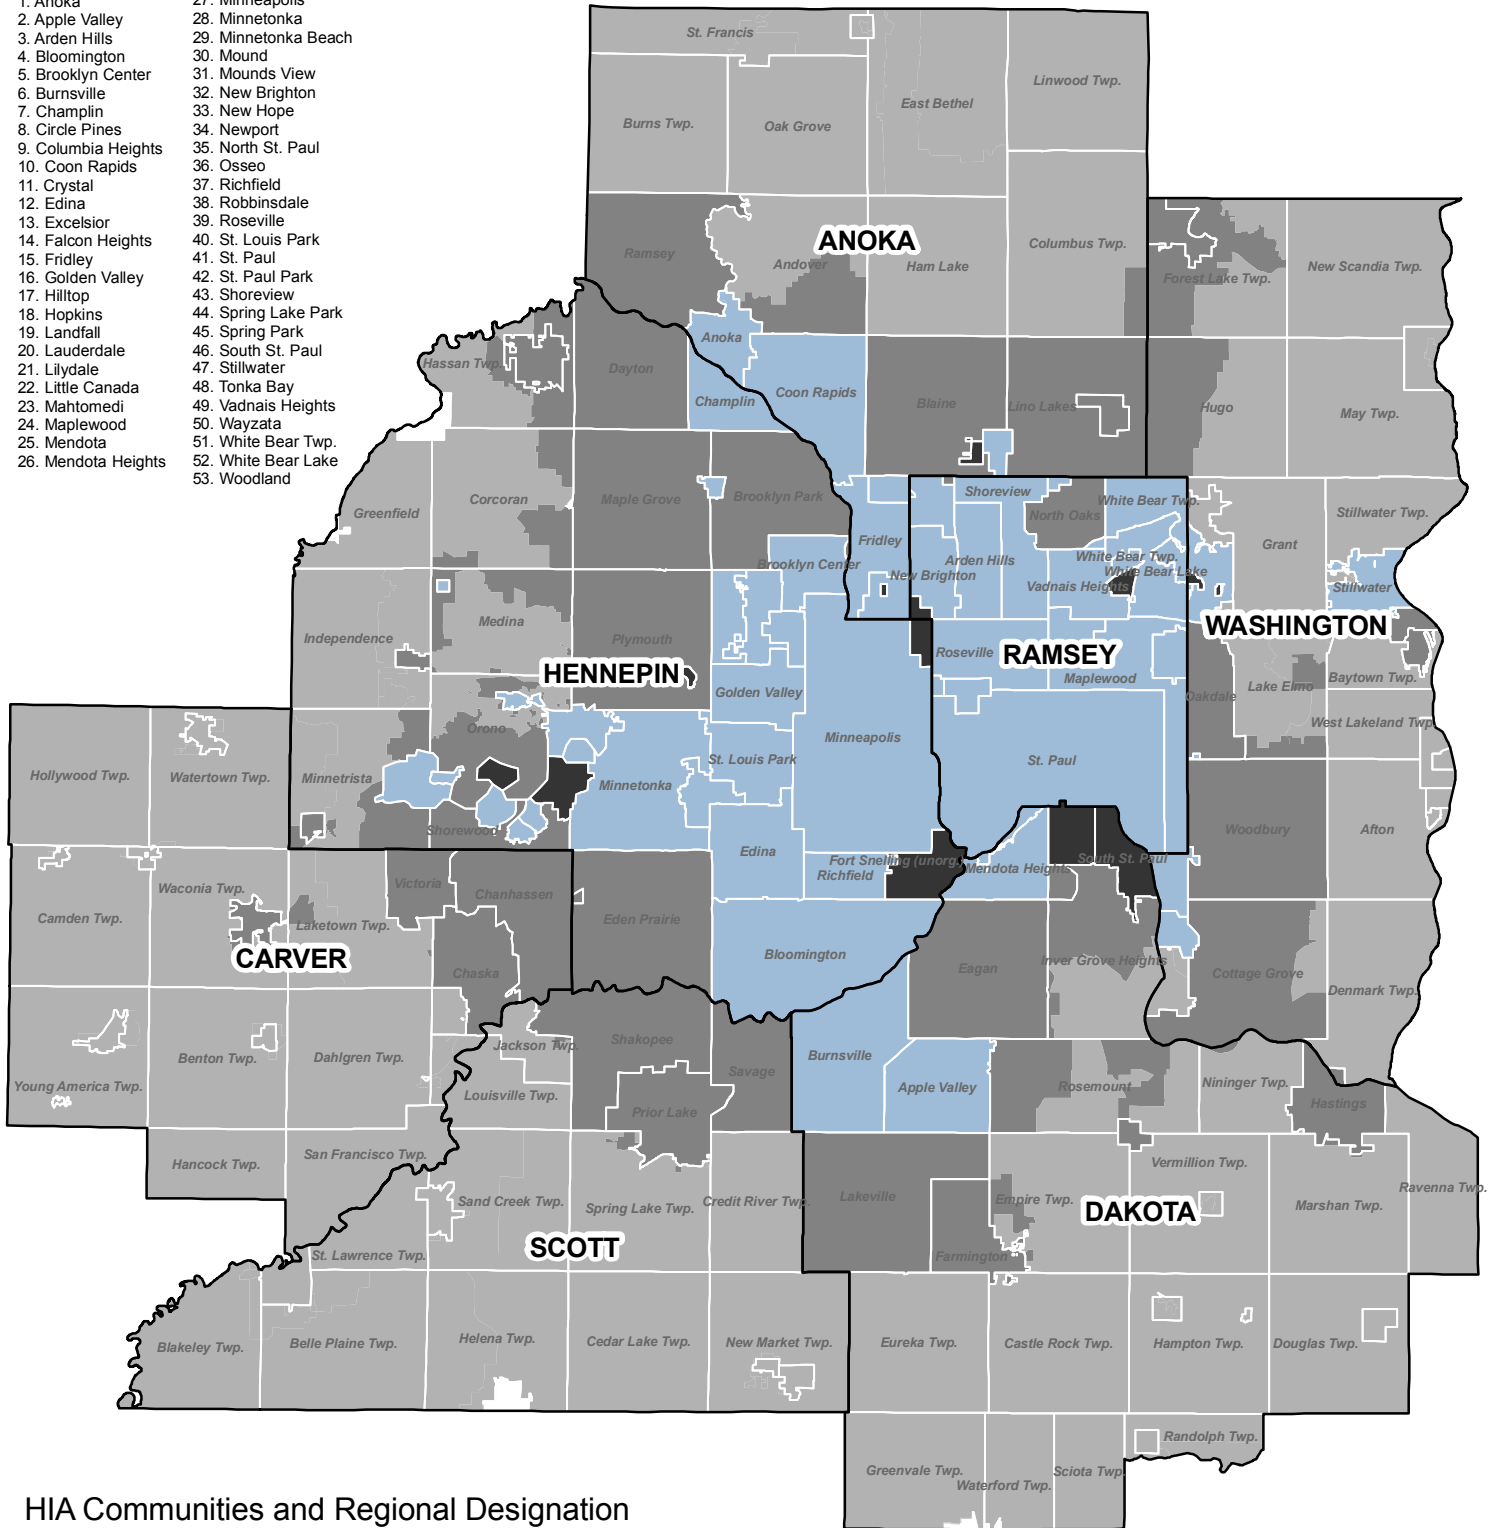 1. Anoka
2. Apple Valley
3. Arden Hills
4. Bloomington
5. Brooklyn Center
6. Burnsville
7. Champlin
8. Circle Pines
9. Columbia Heights
10. Coon Rapids
11. Crystal
12. Edina
13. Excelsior
14. Falcon Heights
15. Fridley
16. Golden Valley
17. Hilltop
18. Hopkins
19. Landfall
20. Lauderdale
21. Lilydale
22. Little Canada
23. Mahtomedi
24. Maplewood
25. Mendota
26. Mendota Heights
27. Minneapolis
28. Minnetonka
29. Minnetonka Beach
30. Mound
31. Mounds View
32. New Brighton
33. New Hope
34. Newport
35. North St. Paul
36. Osseo
37. Richfield
38. Robbinsdale
39. Roseville
40. St. Louis Park
41. St. Paul
42. St. Paul Park
43. Shoreview
44. Spring Lake Park
45. Spring Park
46. South St. Paul
47. Stillwater
48. Tonka Bay
49. Vadnais Heights
50. Wayzata
51. White Bear Twp.
52. White Bear Lake
53. Woodland
St. Francis
Linwood Twp.
East Bethel
Burns Twp.
Oak Grove
ANOKA
Ramsey
Andover
Ham Lake
Columbus Twp.
Forest Lake Twp.
New Scandia Twp.
Anoka
Hassan Twp.
Dayton
Champlin
Coon Rapids
Blaine
Lino Lakes
Hugo
May Twp.
Greenfield
Corcoran
Maple Grove
Brooklyn Park
Shoreview
White Bear Twp.
North Oaks
Stillwater Twp.
Fridley
Grant
Brooklyn Center
New Brighton
Arden Hills
White Bear Twp.
White Bear Lake
Vadnais Heights
Stillwater
Independence
Medina
Plymouth
HENNEPIN
Roseville
RAMSEY
Maplewood
WASHINGTON
Golden Valley
Oakdale
Lake Elmo
Baytown Twp.
West Lakeland Twp.
Hollywood Twp.
Watertown Twp.
Minnetrista
Orono
Minnetonka
St. Louis Park
Minneapolis
St. Paul
Shorewood
Edina
Fort Snelling (unorg.)
Richfield
Mendota Heights
South St. Paul
Woodbury
Afton
Camden Twp.
Waconia Twp.
Victoria
Chanhassen
Laketown Twp.
Eden Prairie
CARVER
Chaska
Bloomington
Eagan
Inver Grove Heights
Cottage Grove
Denmark Twp.
Young America Twp.
Benton Twp.
Dahlgren Twp.
Jackson Twp.
Shakopee
Louisville Twp.
Savage
Prior Lake
Burnsville
Apple Valley
Rosemount
Nininger Twp.
Hastings
Hancock Twp.
San Francisco Twp.
Sand Creek Twp.
Spring Lake Twp.
Credit River Twp.
Lakeville
Empire Twp.
Vermillion Twp.
DAKOTA
Marshan Twp.
Ravenna Twp.
St. Lawrence Twp.
SCOTT
Farmington
Blakeley Twp.
Belle Plaine Twp.
Helena Twp.
Cedar Lake Twp.
New Market Twp.
Eureka Twp.
Castle Rock Twp.
Hampton Twp.
Douglas Twp.
Randolph Twp.
Greenvale Twp.
Waterford Twp.
Sciota Twp.
HIA Communities and Regional Designation